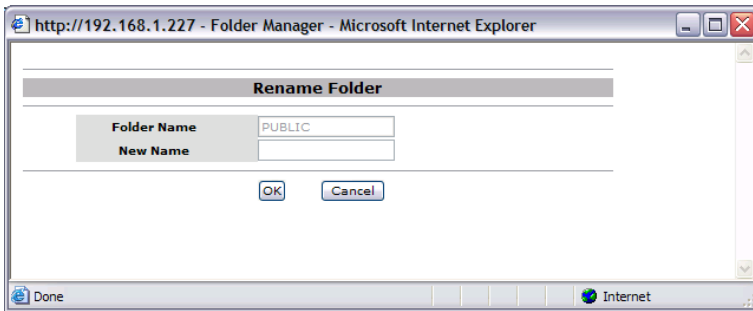 http://192.168.1.227 - Folder Manager - Microsoft Internet Explorer
Rename Folder
Folder Name PUBLIC
New Name
OK Cancel
Done Internet